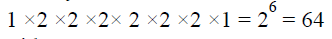 1 ×2 ×2 ×2× 2 ×2 ×2 ×1 = 2⁶ = 64